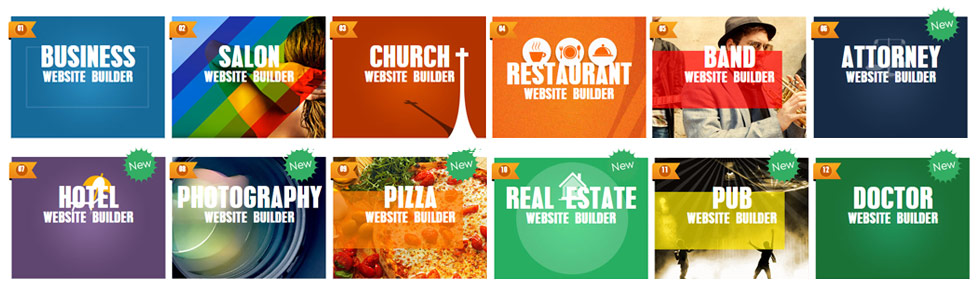 01
BUSINESS
WEBSITE BUILDER
02
SALON
WEBSITE BUILDER
03
CHURCH
WEBSITE BUILDER
04
RESTAURANT
WEBSITE BUILDER
05
BAND
WEBSITE BUILDER
06
New
ATTORNEY
WEBSITE BUILDER
07
New
HOTEL
WEBSITE BUILDER
08
New
PHOTOGRAPHY
WEBSITE BUILDER
09
New
PIZZA
WEBSITE BUILDER
10
New
REAL ESTATE
WEBSITE BUILDER
11
New
PUB
WEBSITE BUILDER
12
DOCTOR
WEBSITE BUILDER